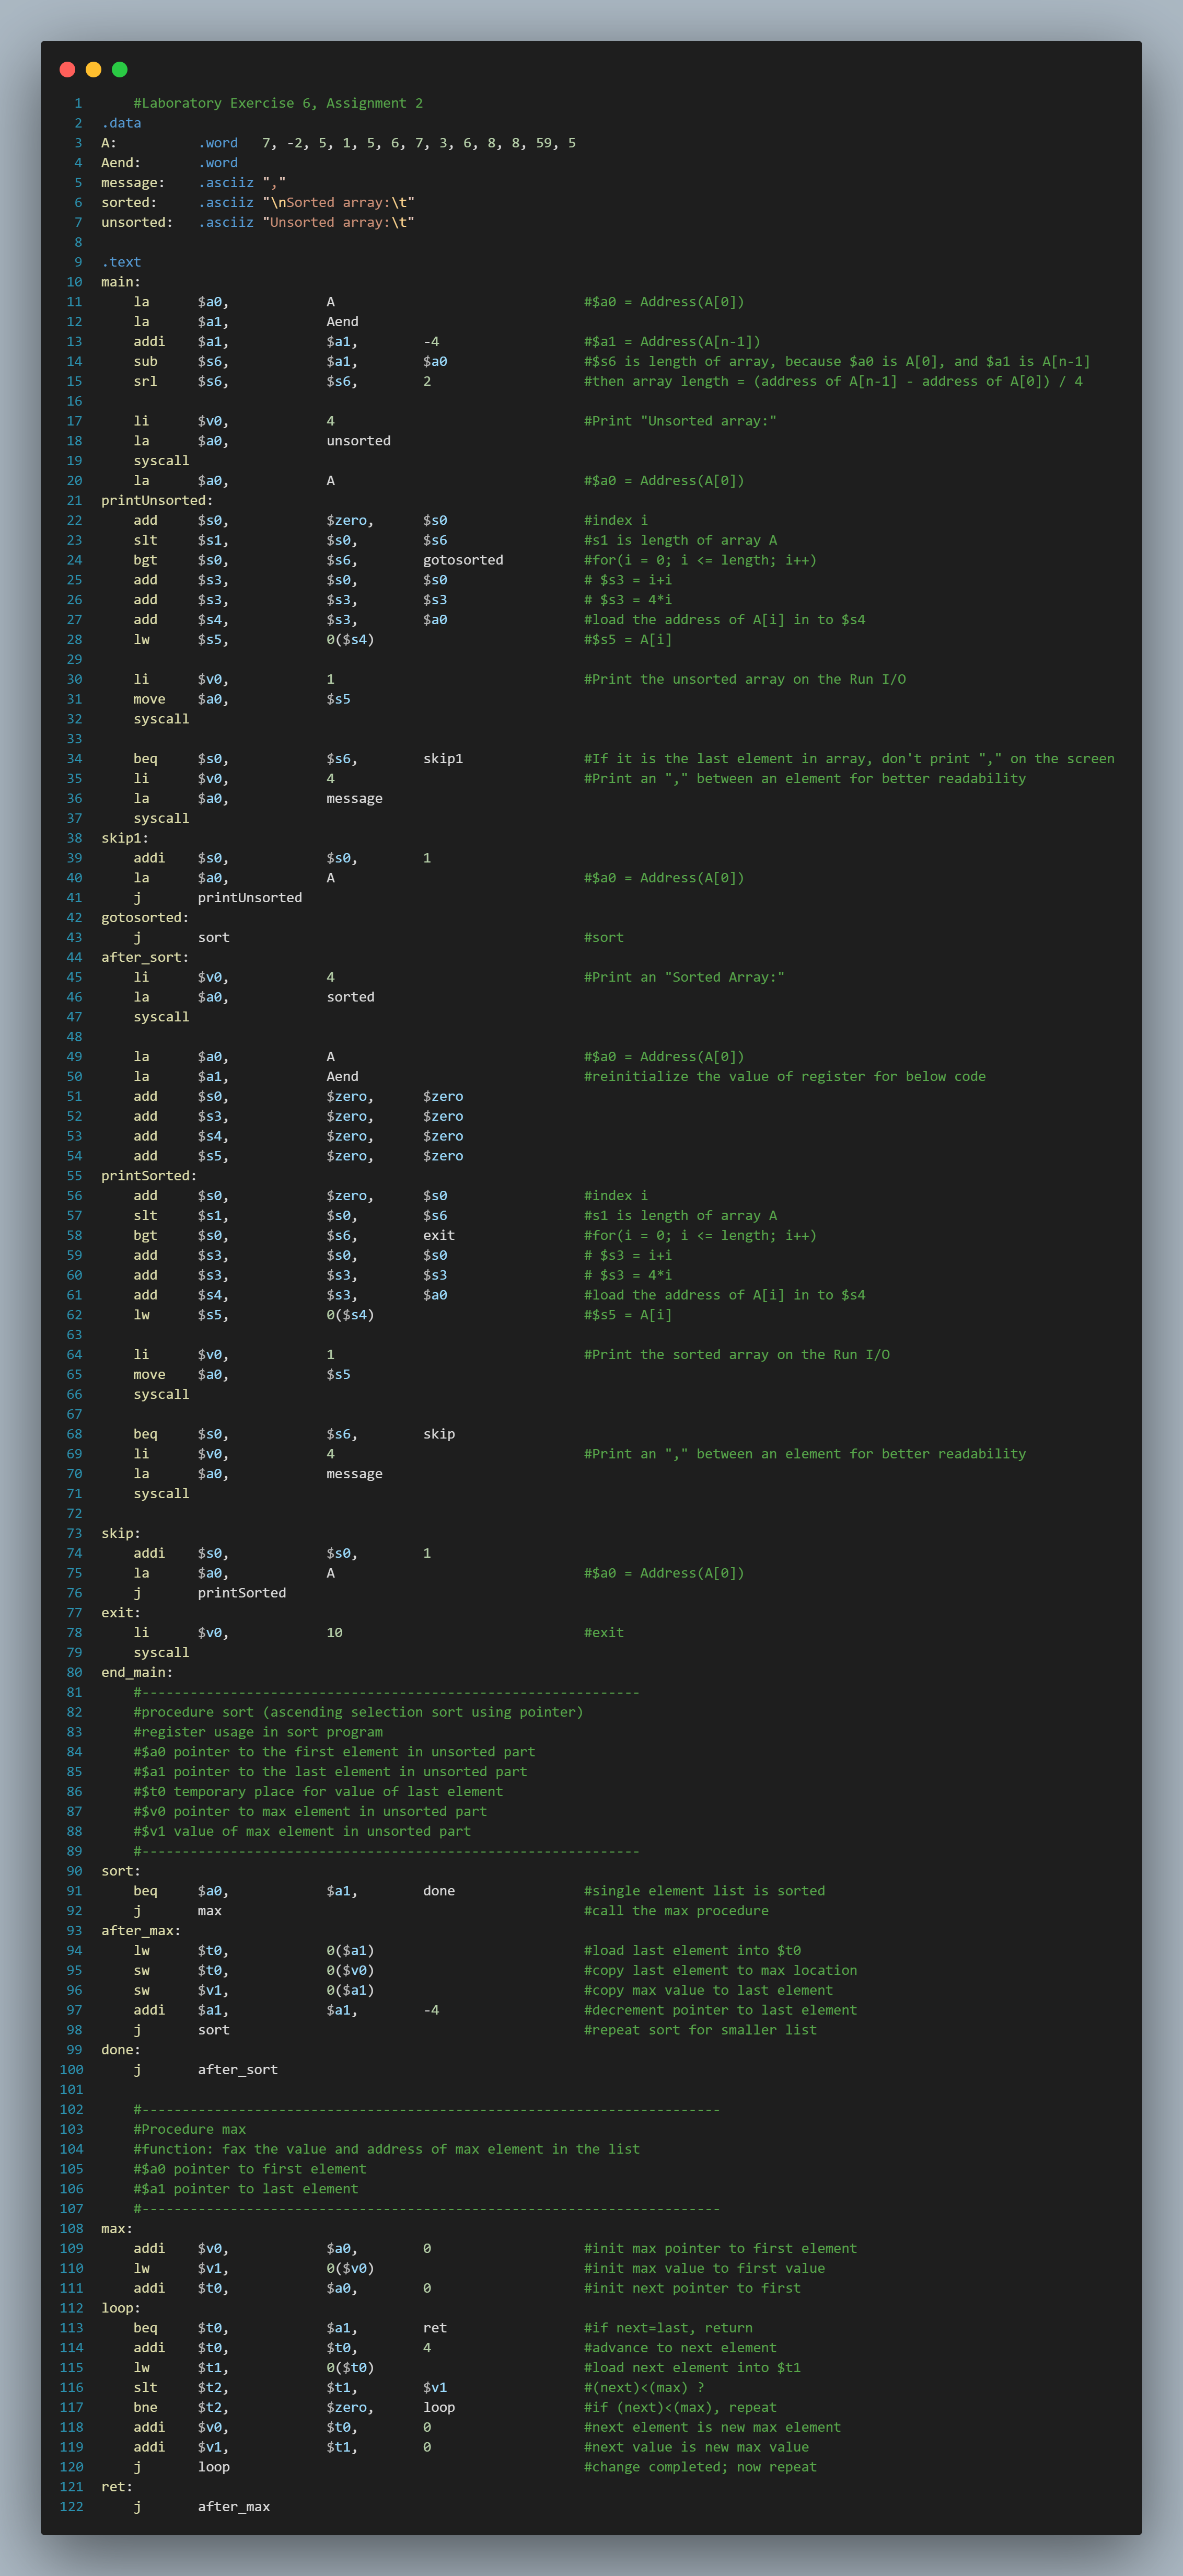 1 #Laboratory Exercise 6, Assignment 2
2 .data
3 A: .word 7, -2, 5, 1, 5, 6, 7, 3, 6, 8, 8, 59, 5
4 Aend: .word
5 message: .asciiz ","
6 sorted: .asciiz "\nSorted array:\t"
7 unsorted: .asciiz "Unsorted array:\t"
8
9 .text
10 main:
11 la $a0, A #$a0 = Address(A[0])
12 la $a1, Aend
13 addi $a1, $a1, -4 #$a1 = Address(A[n-1])
14 sub $s6, $a1, $a0 #$s6 is length of array, because $a0 is A[0], and $a1 is A[n-1]
15 srl $s6, $s6, 2 #then array length = (address of A[n-1] - address of A[0]) / 4
16
17 li $v0, 4 #Print "Unsorted array:"
18 la $a0, unsorted
19 syscall
20 la $a0, A #$a0 = Address(A[0])
21 printUnsorted:
22 add $s0, $zero, $s0 #index i
23 slt $s1, $s0, $s6 #s1 is length of array A
24 bgt $s0, $s6, gotosorted #for(i = 0; i <= length; i++)
25 add $s3, $s0, $s0 # $s3 = i+i
26 add $s3, $s3, $s3 # $s3 = 4*i
27 add $s4, $s3, $a0 #load the address of A[i] in to $s4
28 lw $s5, 0($s4) #$s5 = A[i]
29
30 li $v0, 1 #Print the unsorted array on the Run I/O
31 move $a0, $s5
32 syscall
33
34 beq $s0, $s6, skip1 #If it is the last element in array, don't print "," on the screen
35 li $v0, 4 #Print an "," between an element for better readability
36 la $a0, message
37 syscall
38 skip1:
39 addi $s0, $s0, 1
40 la $a0, A #$a0 = Address(A[0])
41 j printUnsorted
42 gotosorted:
43 j sort #sort
44 after_sort:
45 li $v0, 4 #Print an "Sorted Array:"
46 la $a0, sorted
47 syscall
48
49 la $a0, A #$a0 = Address(A[0])
50 la $a1, Aend #reinitialize the value of register for below code
51 add $s0, $zero, $zero
52 add $s3, $zero, $zero
53 add $s4, $zero, $zero
54 add $s5, $zero, $zero
55 printSorted:
56 add $s0, $zero, $s0 #index i
57 slt $s1, $s0, $s6 #s1 is length of array A
58 bgt $s0, $s6, exit #for(i = 0; i <= length; i++)
59 add $s3, $s0, $s0 # $s3 = i+i
60 add $s3, $s3, $s3 # $s3 = 4*i
61 add $s4, $s3, $a0 #load the address of A[i] in to $s4
62 lw $s5, 0($s4) #$s5 = A[i]
63
64 li $v0, 1 #Print the sorted array on the Run I/O
65 move $a0, $s5
66 syscall
67
68 beq $s0, $s6, skip
69 li $v0, 4 #Print an "," between an element for better readability
70 la $a0, message
71 syscall
72
73 skip:
74 addi $s0, $s0, 1
75 la $a0, A #$a0 = Address(A[0])
76 j printSorted
77 exit:
78 li $v0, 10 #exit
79 syscall
80 end_main:
81 #--------------------------------------------------------------
82 #procedure sort (ascending selection sort using pointer)
83 #register usage in sort program
84 #$a0 pointer to the first element in unsorted part
85 #$a1 pointer to the last element in unsorted part
86 #$t0 temporary place for value of last element
87 #$v0 pointer to max element in unsorted part
88 #$v1 value of max element in unsorted part
89 #--------------------------------------------------------------
90 sort:
91 beq $a0, $a1, done #single element list is sorted
92 j max #call the max procedure
93 after_max:
94 lw $t0, 0($a1) #load last element into $t0
95 sw $t0, 0($v0) #copy last element to max location
96 sw $v1, 0($a1) #copy max value to last element
97 addi $a1, $a1, -4 #decrement pointer to last element
98 j sort #repeat sort for smaller list
99 done:
100 j after_sort
101
102 #------------------------------------------------------------------------
103 #Procedure max
104 #function: fax the value and address of max element in the list
105 #$a0 pointer to first element
106 #$a1 pointer to last element
107 #------------------------------------------------------------------------
108 max:
109 addi $v0, $a0, 0 #init max pointer to first element
110 lw $v1, 0($v0) #init max value to first value
111 addi $t0, $a0, 0 #init next pointer to first
112 loop:
113 beq $t0, $a1, ret #if next=last, return
114 addi $t0, $t0, 4 #advance to next element
115 lw $t1, 0($t0) #load next element into $t1
116 slt $t2, $t1, $v1 #(next)<(max) ?
117 bne $t2, $zero, loop #if (next)<(max), repeat
118 addi $v0, $t0, 0 #next element is new max element
119 addi $v1, $t1, 0 #next value is new max value
120 j loop #change completed; now repeat
121 ret:
122 j after_max